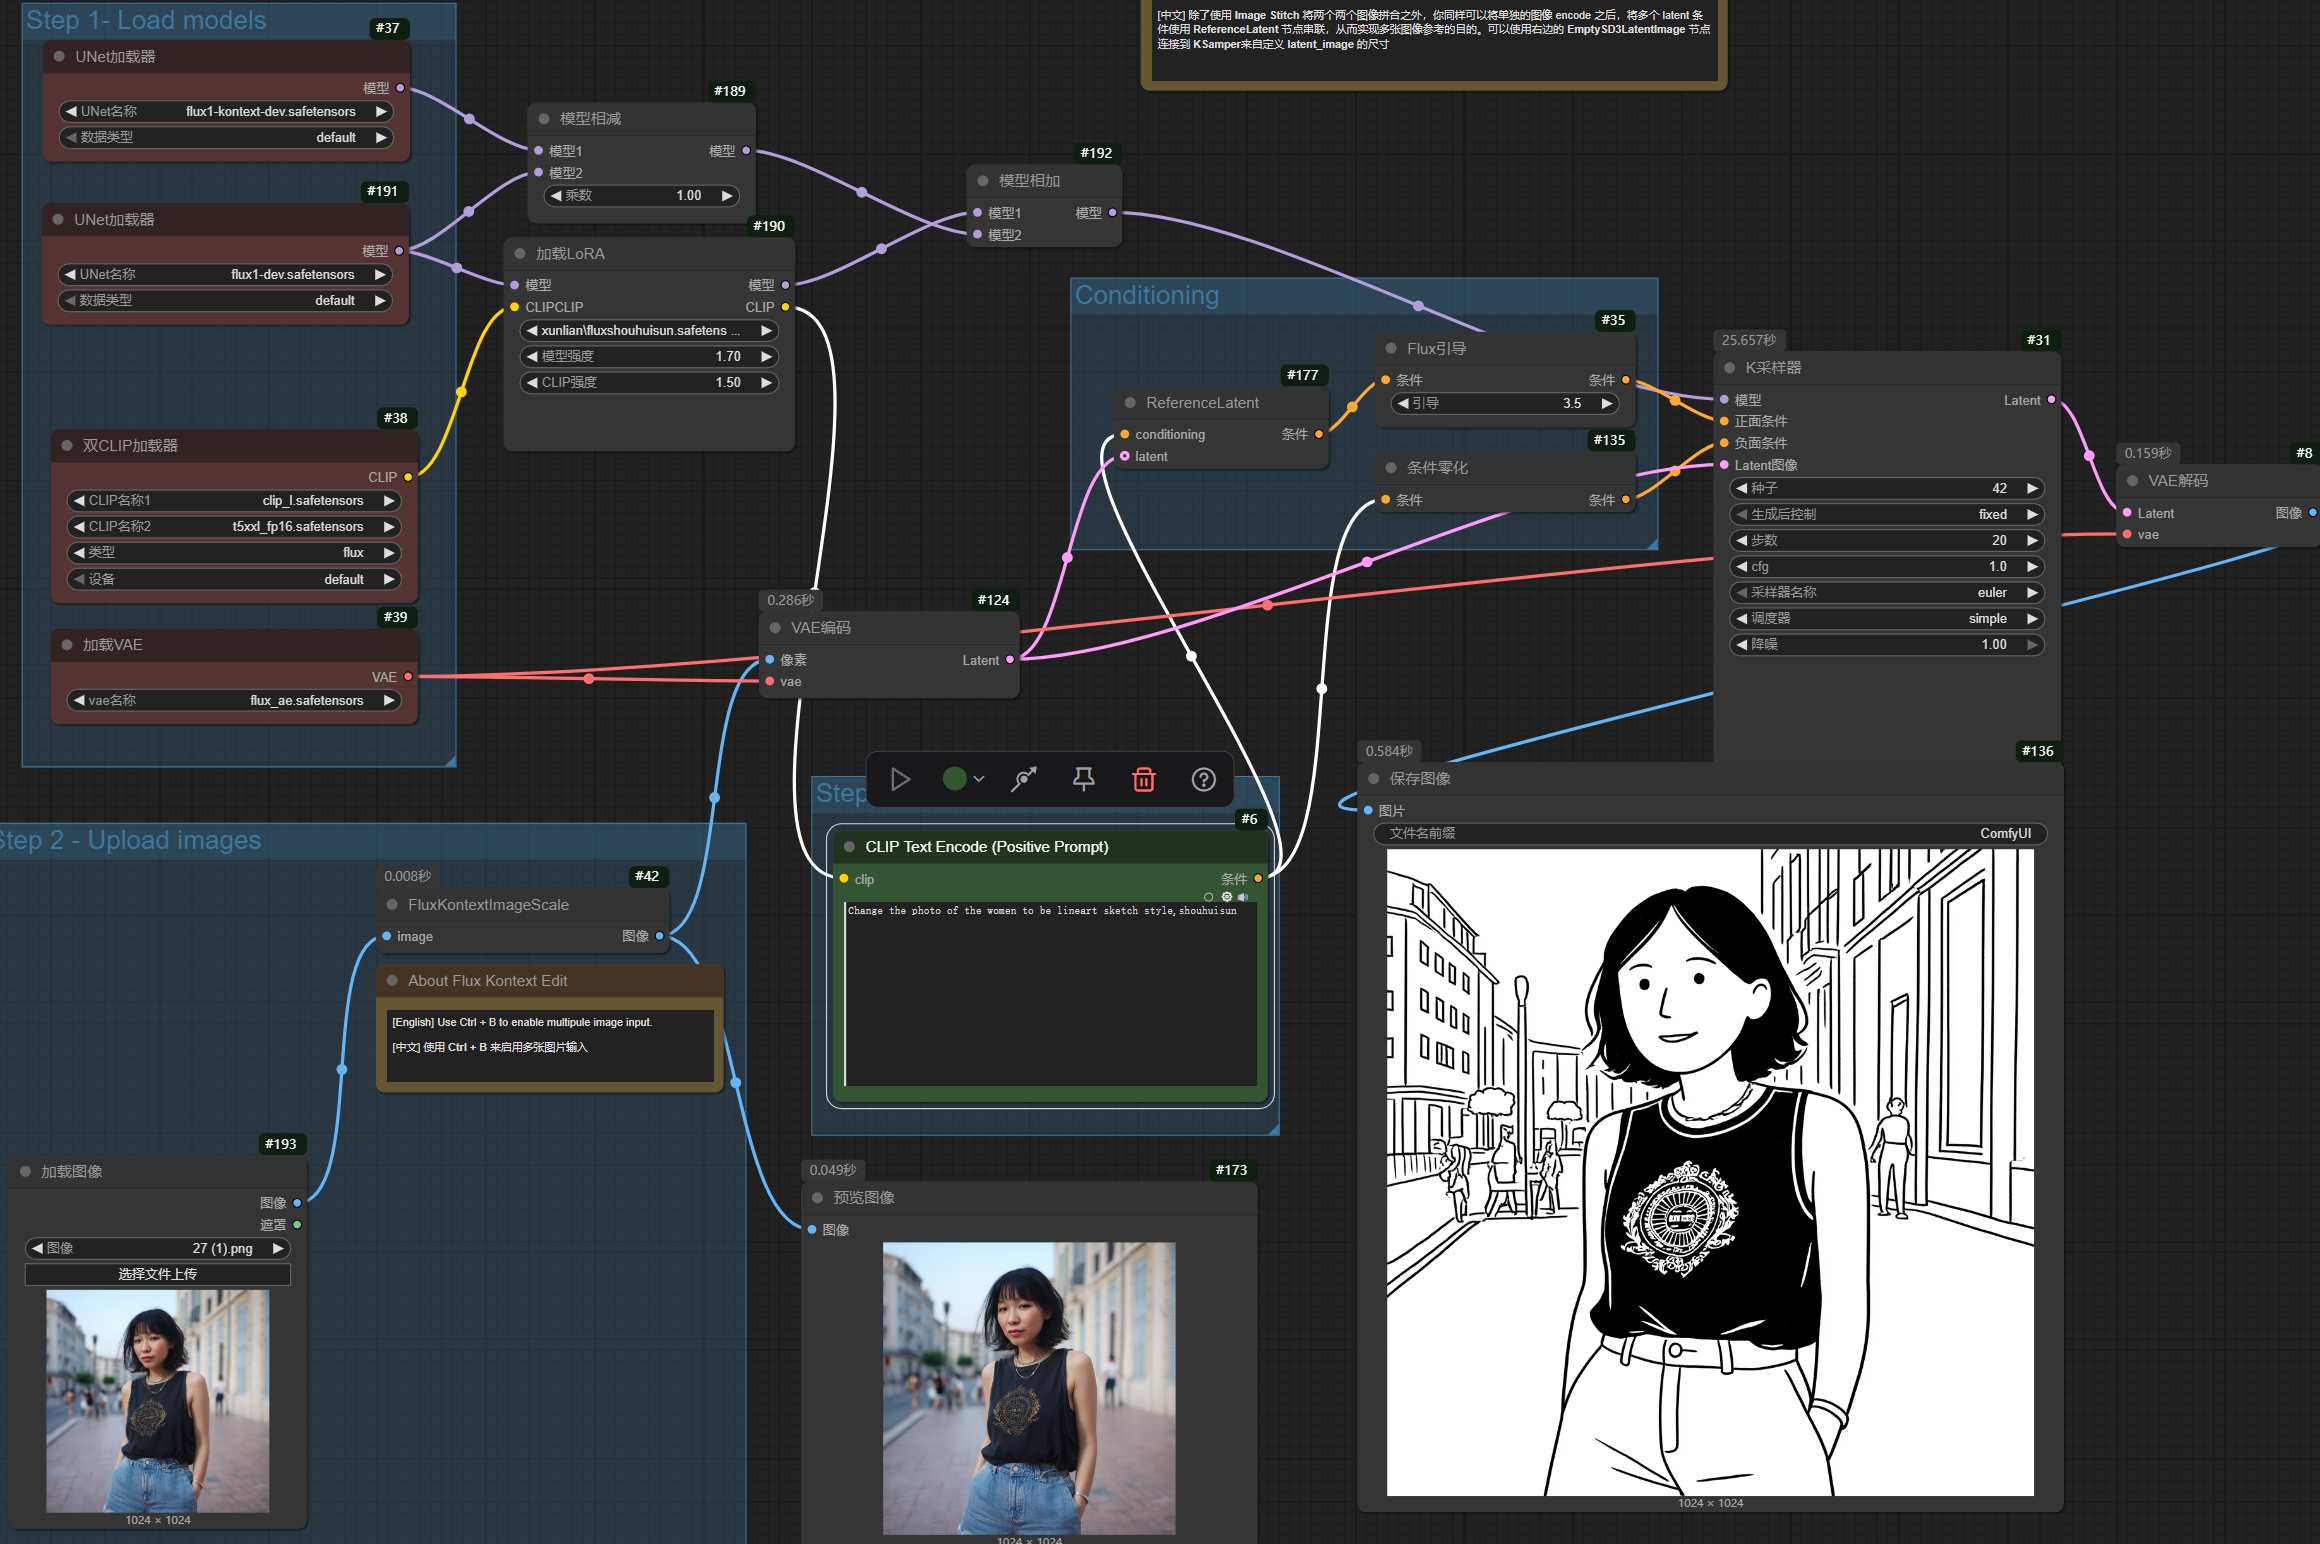 Step 1- Load models
#37
UNet加载器
模型
UNet名称 flux1-kontext-dev.safetensors
数据类型 default
#191
UNet加载器
模型
UNet名称 flux1-dev.safetensors
数据类型 default
#38
双CLIP加载器
CLIP
CLIP名称1 clip_l.safetensors
CLIP名称2 t5xxl_fp16.safetensors
类型 flux
设备 default
#39
加载VAE
VAE
vae名称 flux_ae.safetensors
#189
模型相减
模型1 模型
模型2
乘数 1.00
#190
加载LoRA
模型 模型
CLIPCLIP CLIP
xunlian\fluxshouhuisun.safetens ...
模型强度 1.70
CLIP强度 1.50
#192
模型相加
模型1 模型
模型2
[中文] 除了使用 Image Stitch 将两个两个图像拼合之外，你同样可以将单独的图像 encode 之后，将多个 latent 条
件使用 ReferenceLatent 节点串联，从而实现多张图像参考的目的。可以使用右边的 EmptySD3LatentImage 节点
连接到 KSamper来自定义 latent_image 的尺寸
Conditioning
#35
Flux引导
条件 条件
引导 3.5
#177
ReferenceLatent
conditioning 条件
latent
#135
条件零化
条件 条件
25.657秒 #31
K采样器
模型 Latent
正面条件
负面条件
Latent图像
种子 42
生成后控制 fixed
步数 20
cfg 1.0
采样器名称 euler
调度器 simple
降噪 1.00
0.159秒 #8
VAE解码
Latent 图像
vae
0.286秒 #124
VAE编码
像素 Latent
vae
Step
#6
CLIP Text Encode (Positive Prompt)
clip 条件
Change the photo of the women to be lineart sketch style,shouhuisun
Step 2 - Upload images
0.008秒 #42
FluxKontextImageScale
image 图像
About Flux Kontext Edit
[English] Use Ctrl + B to enable multipule image input.
[中文] 使用 Ctrl + B 来启用多张图片输入
#193
加载图像
图像
遮罩
图像 27 (1).png
选择文件上传
1024 × 1024
0.049秒 #173
预览图像
图像
1024 × 1024
0.584秒 #136
保存图像
图片
文件名前缀 ComfyUI
1024 × 1024